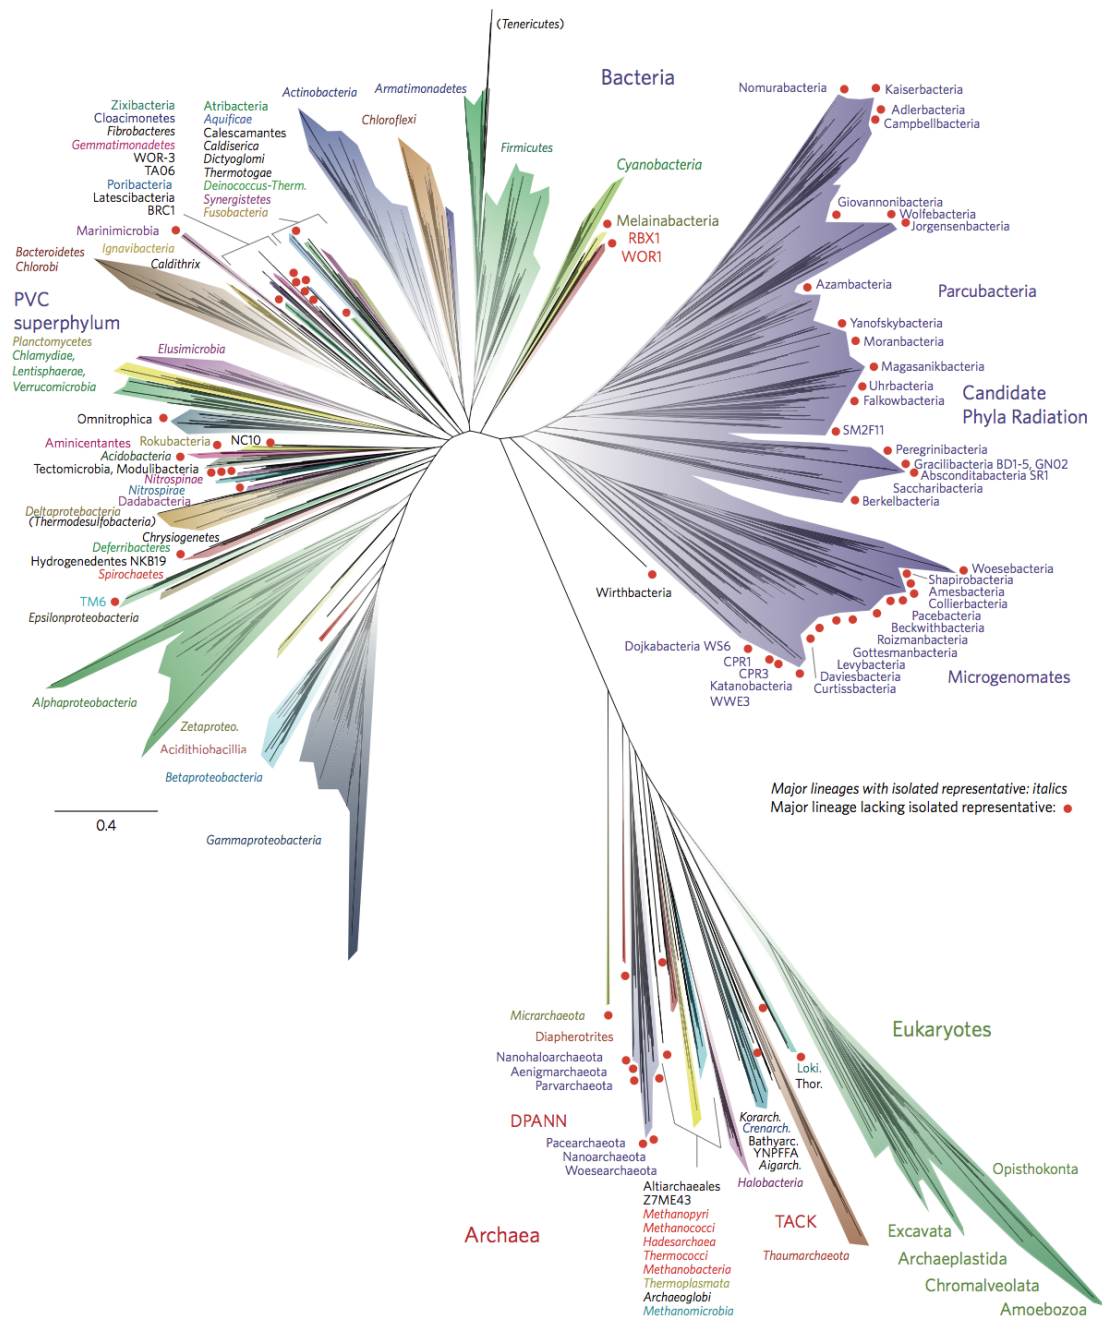 (Tenericutes)
Bacteria
Actinobacteria
Armatimonadetes
Chloroflexi
Firmicutes
Cyanobacteria
Melainabacteria
RBX1
WOR1
Zixibacteria
Cloacimonetes
Fibrobacteres
Gemmatimonadetes
WOR-3
TA06
Poribacteria
Latescibacteria
BRC1
Atribacteria
Aquificae
Calescamantes
Caldiserica
Dictyoglomi
Thermotogae
Deinococcus-Therm.
Synergistetes
Fusobacteria
Marinimicrobia
Ignavibacteria
Bacteroidetes
Chlorobi
Caldithrix
PVC
superphylum
Planctomycetes
Chlamydiae,
Lentisphaerae,
Verrucomicrobia
Elusimicrobia
Omnitrophica
Aminicentantes
Rokubacteria
NC10
Acidobacteria
Tectomicrobia, Modulibacteria
Nitrospinae
Nitrospirae
Dadabacteria
Deltaprotebacteria
(Thermodesulfobacteria)
Chrysiogenetes
Deferribacteres
Hydrogenedentes NKB19
Spirochaetes
TM6
Epsilonproteobacteria
Alphaproteobacteria
Zetaproteo.
Acidithiobacillia
Betaproteobacteria
Gammaproteobacteria
0.4
Nomurabacteria
Kaiserbacteria
Adlerbacteria
Campbellbacteria
Giovannonibacteria
Wolfebacteria
Jorgensenbacteria
Azambacteria
Parcubacteria
Yanofskybacteria
Moranbacteria
Magasanikbacteria
Uhrbacteria
Falkowbacteria
Candidate
Phyla Radiation
SM2F11
Peregrinibacteria
Gracilibacteria BD1-5, GN02
Absconditabacteria SR1
Saccharibacteria
Berkelbacteria
Woesebacteria
Shapirobacteria
Amesbacteria
Collierbacteria
Pacebacteria
Beckwithbacteria
Roizmanbacteria
Gottesmanbacteria
Levybacteria
Daviesbacteria
Curtissbacteria
Microgenomates
Wirthbacteria
Dojkabacteria WS6
CPR1
CPR3
Katanobacteria
WWE3
Major lineages with isolated representative: italics
Major lineage lacking isolated representative:
Micrarchaeota
Diapherotrites
Nanohaloarchaeota
Aenigmarchaeota
Parvarchaeota
DPANN
Pacearchaeota
Nanoarchaeota
Woesearchaeota
Altiarchaeales
Z7ME43
Methanopyri
Methanococci
Hadesarchaea
Thermococci
Methanobacteria
Thermoplasmata
Archaeoglobi
Methanomicrobia
Archaea
Halobacteria
Korarch.
Crenarch.
Bathyarc.
YNPFFA
Aigarch.
TACK
Thaumarchaeota
Loki.
Thor.
Eukaryotes
Opisthokonta
Excavata
Archaeplastida
Chromalveolata
Amoebozoa